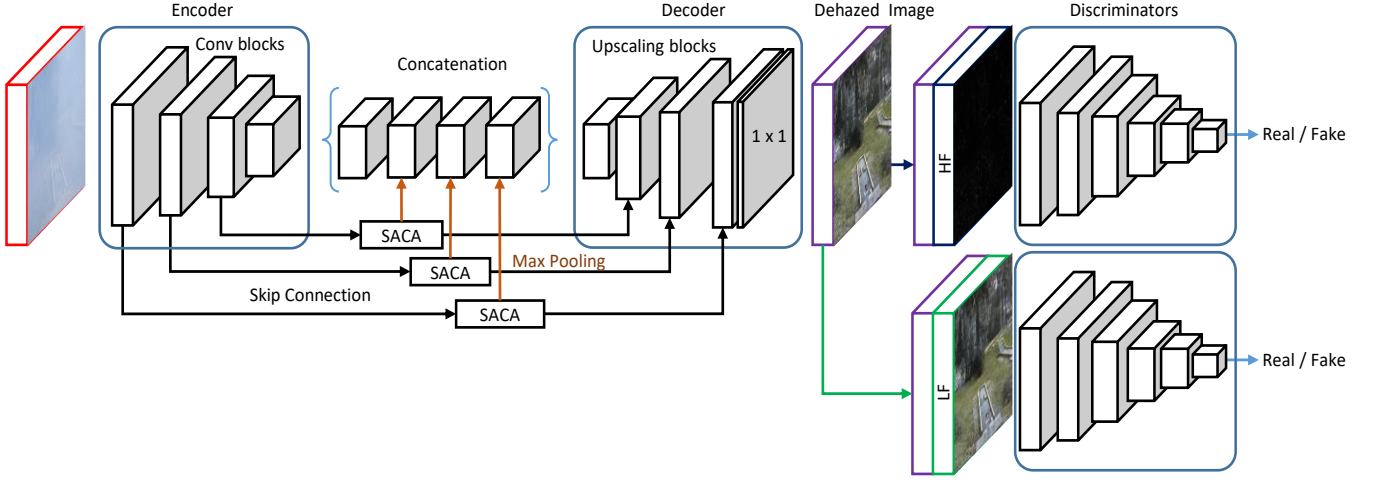 Encoder
Decoder
Dehazed Image
Discriminators
Conv blocks
Upscaling blocks
Concatenation
1 x 1
HF
Real / Fake
SACA
SACA
Max Pooling
Skip Connection
SACA
LF
Real / Fake